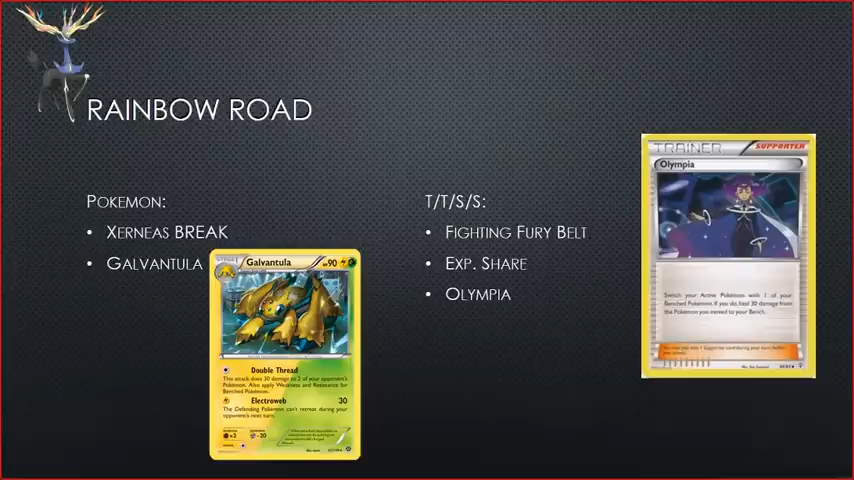 RAINBOW ROAD
POKEMON:
• XERNEAS BREAK
• GALVANTULA
T/T/S/S:
• FIGHTING FURY BELT
• EXP. SHARE
• OLYMPIA
Galvantula
HP90
Double Thread
This attack does 30 damage to 2 of your opponent's
Pokémon. Also apply Weakness and Resistance for
Benched Pokémon.
Electroweb 30
The Defending Pokémon can't retreat during your
opponent's next turn.
×2
-20
TRAINER
SUPPORTER
Olympia
Switch your Active Pokémon with 1 of your
Benched Pokémon. If you do, heal 30 damage from
the Pokémon you moved to your Bench.